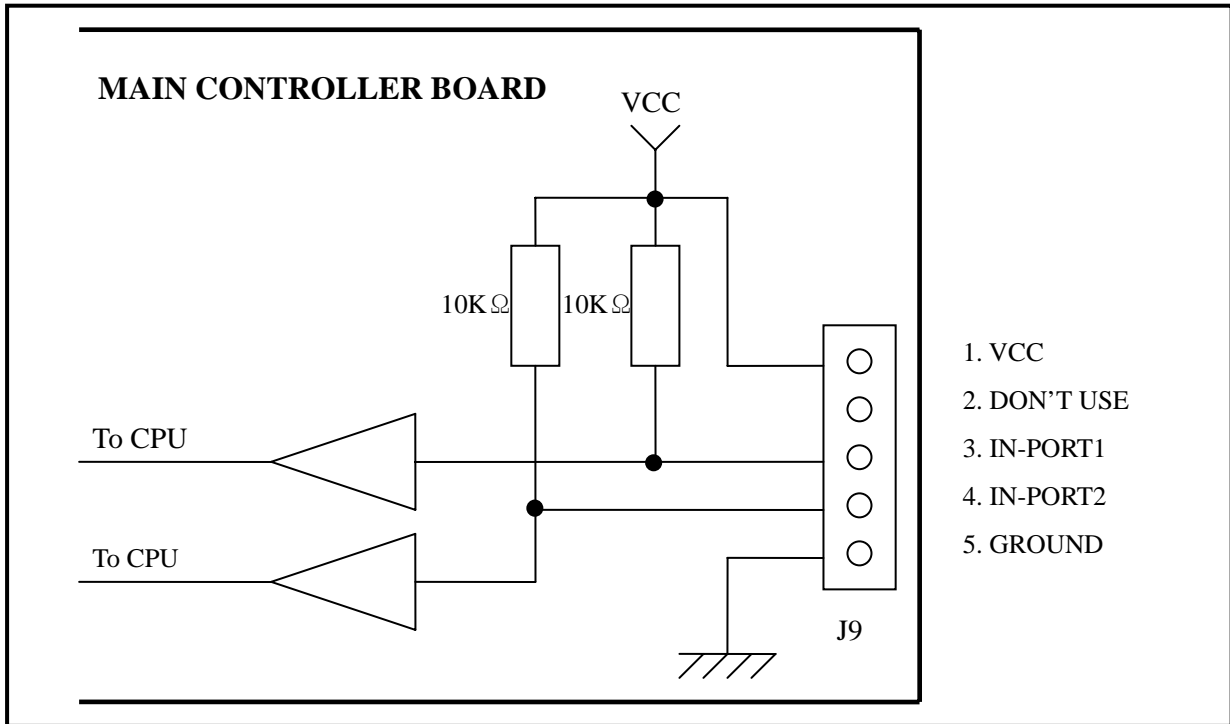 MAIN CONTROLLER BOARD
VCC
10KΩ 10KΩ
To CPU
To CPU
J9
1. VCC
2. DON’T USE
3. IN-PORT1
4. IN-PORT2
5. GROUND